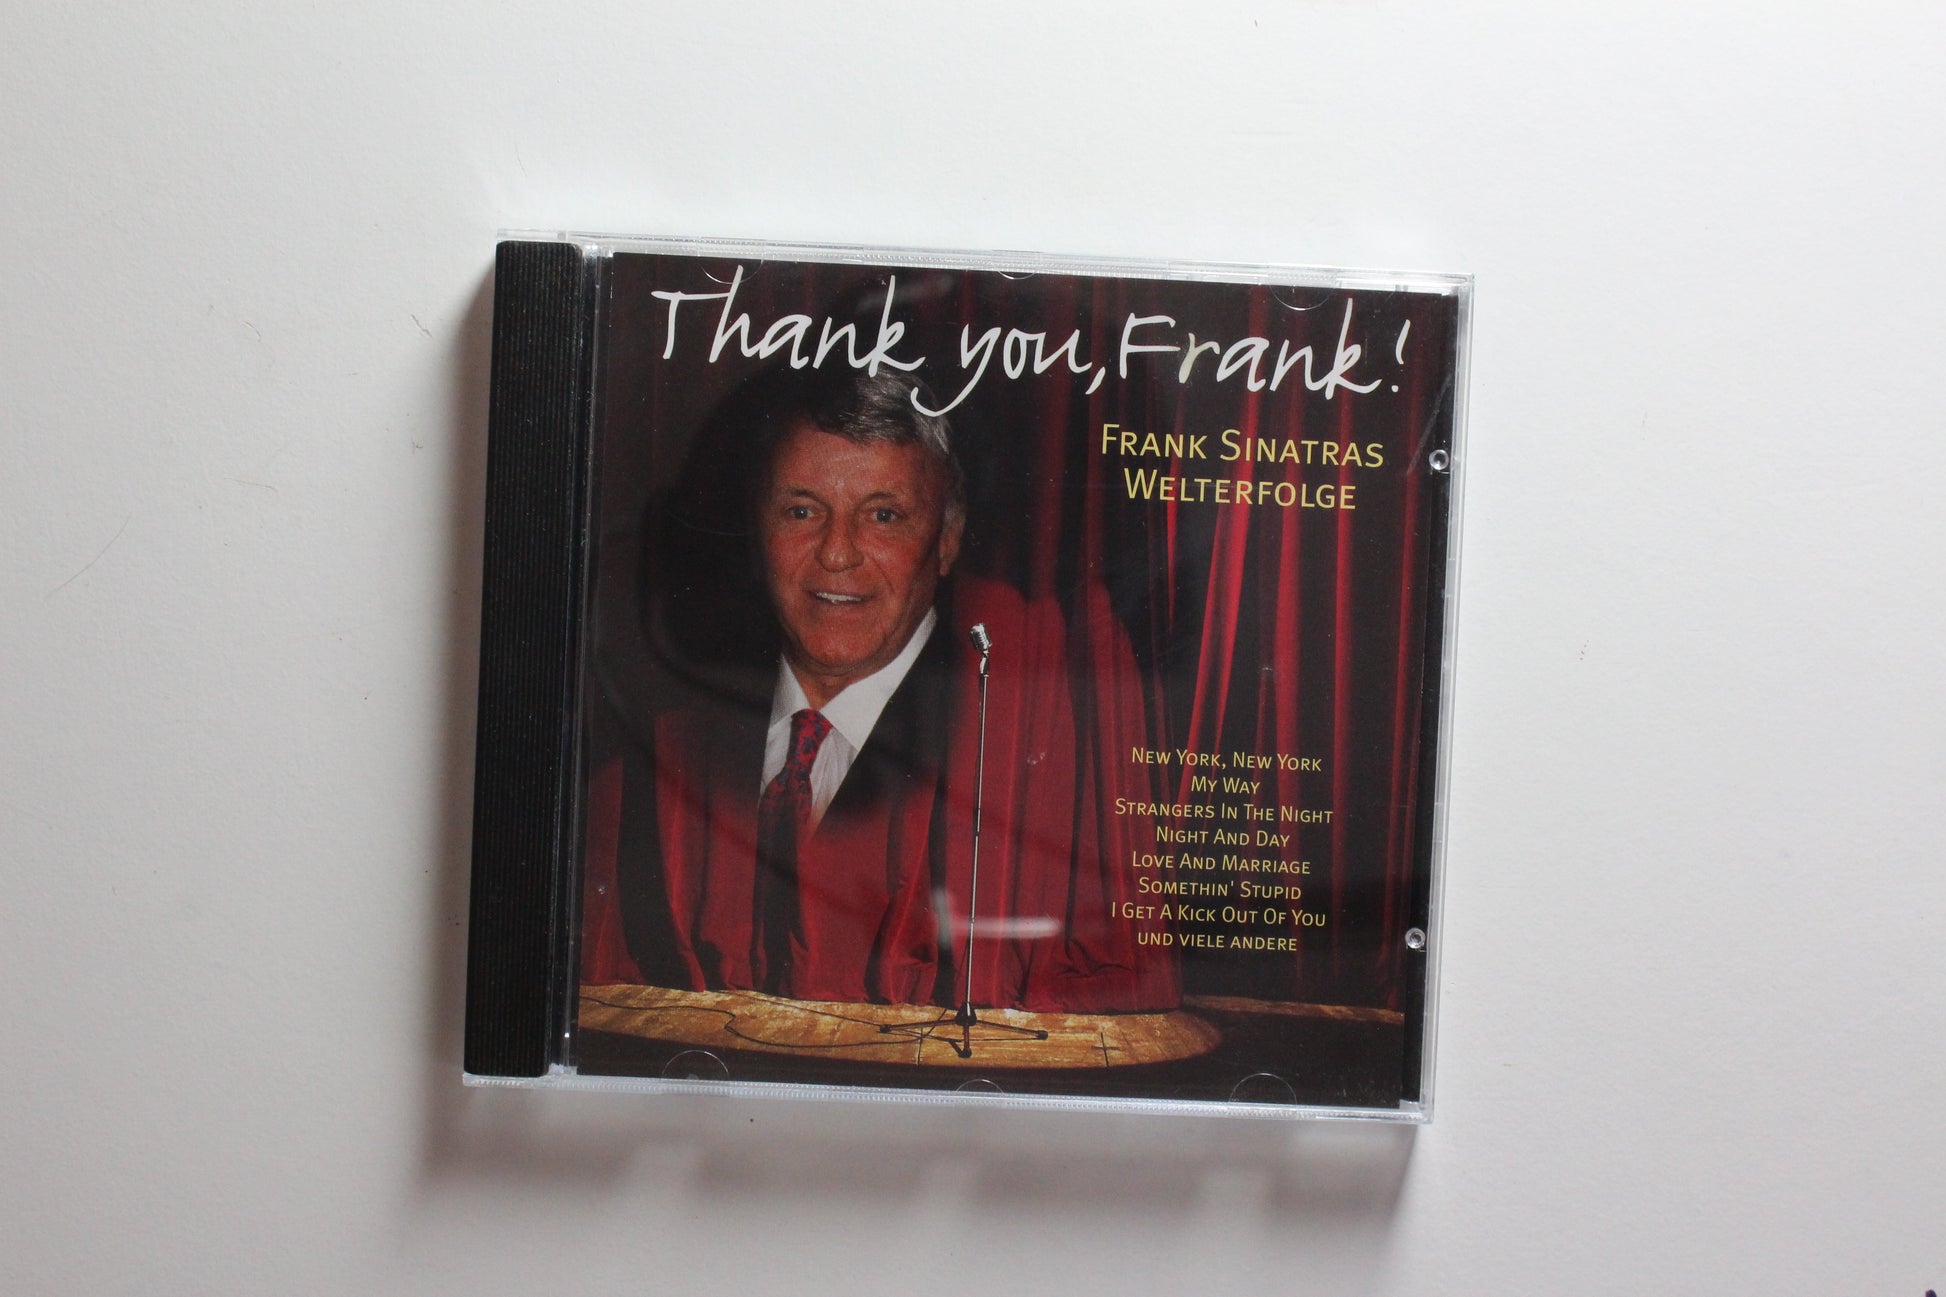 Thank you, Frank!
FRANK SINATRAS
WELTERFOLGE
NEW YORK, NEW YORK
MY WAY
STRANGERS IN THE NIGHT
NIGHT AND DAY
LOVE AND MARRIAGE
SOMETHIN' STUPID
I GET A KICK OUT OF YOU
UND VIELE ANDERE